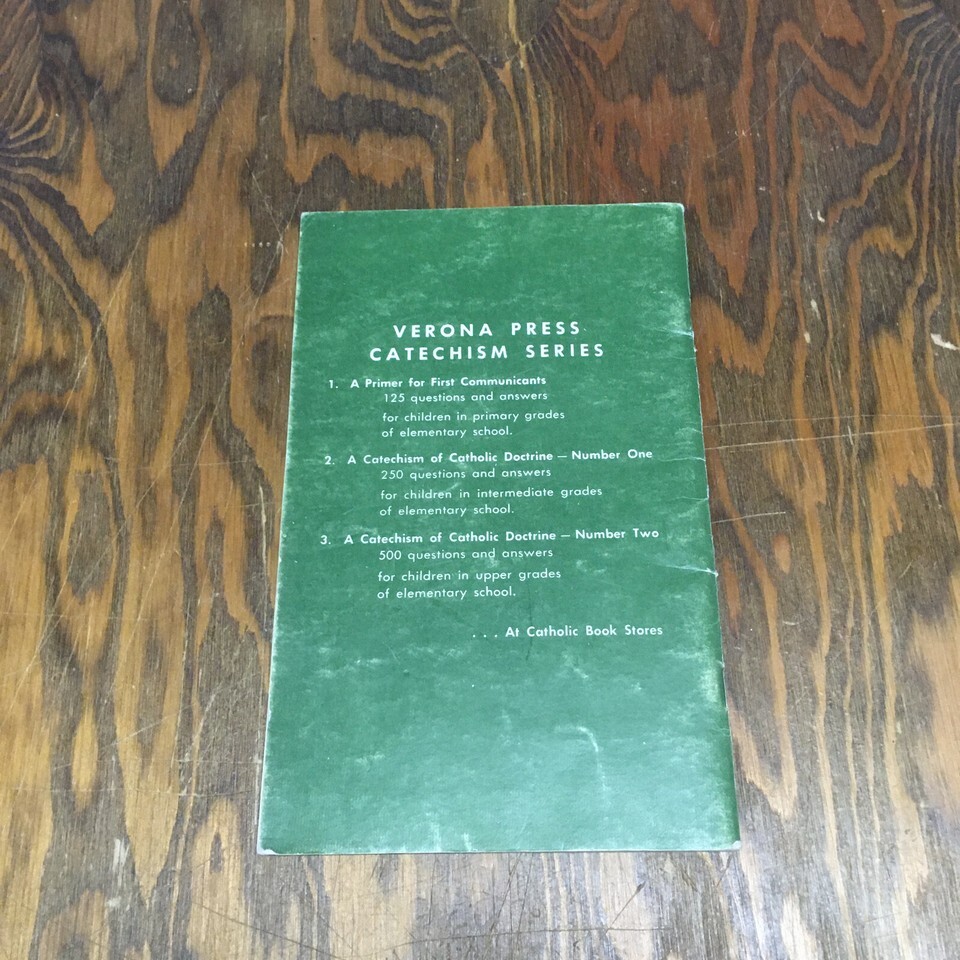 VERONA PRESS
CATECHISM SERIES
1. A Primer for First Communicants
125 questions and answers
for children in primary grades
of elementary school.
2. A Catechism of Catholic Doctrine — Number One
250 questions and answers
for children in intermediate grades
of elementary school.
3. A Catechism of Catholic Doctrine — Number Two
500 questions and answers
for children in upper grades
of elementary school.
. . . At Catholic Book Stores